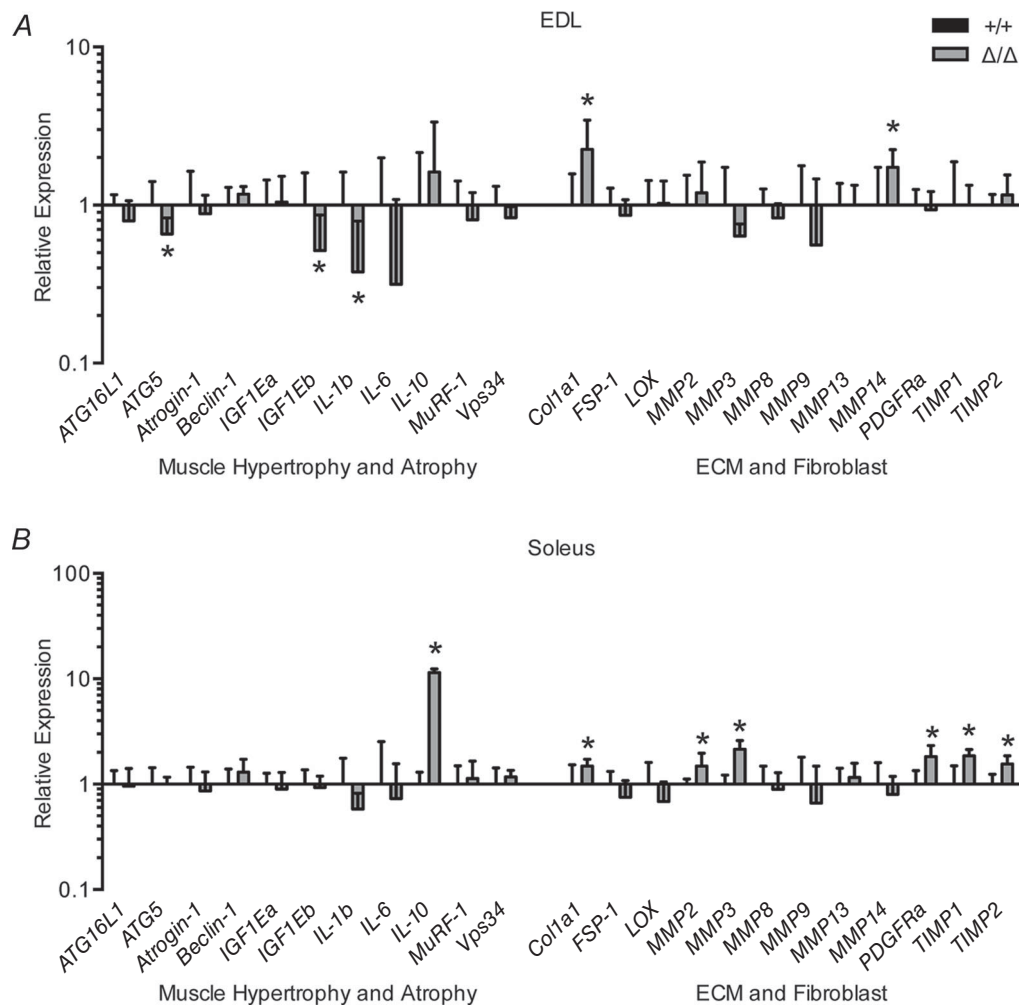 A
EDL
+/+
Δ/Δ
Relative Expression
10
1
0.1
ATG16L1
ATG5
Atrogin-1
Beclin-1
IGF1Ea
IGF1Eb
IL-1b
IL-6
IL-10
MuRF-1
Vps34
Col1a1
FSP-1
LOX
MMP2
MMP3
MMP8
MMP9
MMP13
MMP14
PDGFRa
TIMP1
TIMP2
* * * * *
Muscle Hypertrophy and Atrophy
ECM and Fibroblast
B
Soleus
Relative Expression
100
10
1
0.1
* * * * * * *
ATG16L1
ATG5
Atrogin-1
Beclin-1
IGF1Ea
IGF1Eb
IL-1b
IL-6
IL-10
MuRF-1
Vps34
Col1a1
FSP-1
LOX
MMP2
MMP3
MMP8
MMP9
MMP13
MMP14
PDGFRa
TIMP1
TIMP2
Muscle Hypertrophy and Atrophy
ECM and Fibroblast